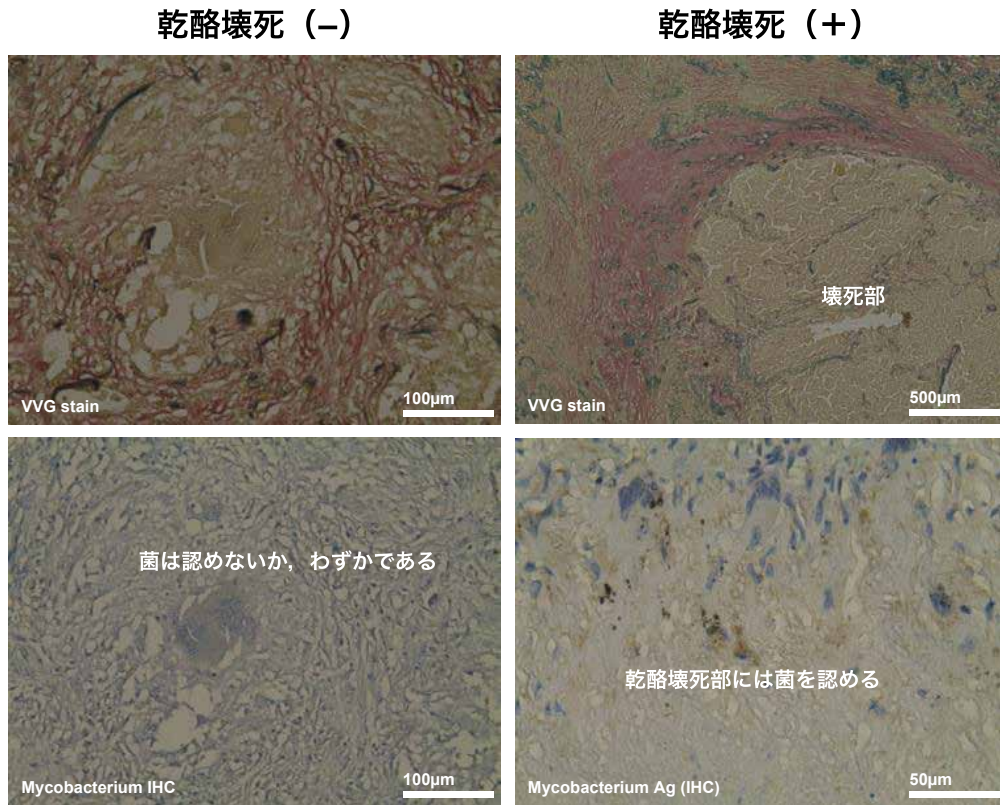 乾酪壊死（−）
乾酪壊死（＋）
VVG stain
100μm
壊死部
VVG stain
500μm
菌は認めないか，わずかである
Mycobacterium IHC
100μm
乾酪壊死部には菌を認める
Mycobacterium Ag (IHC)
50μm